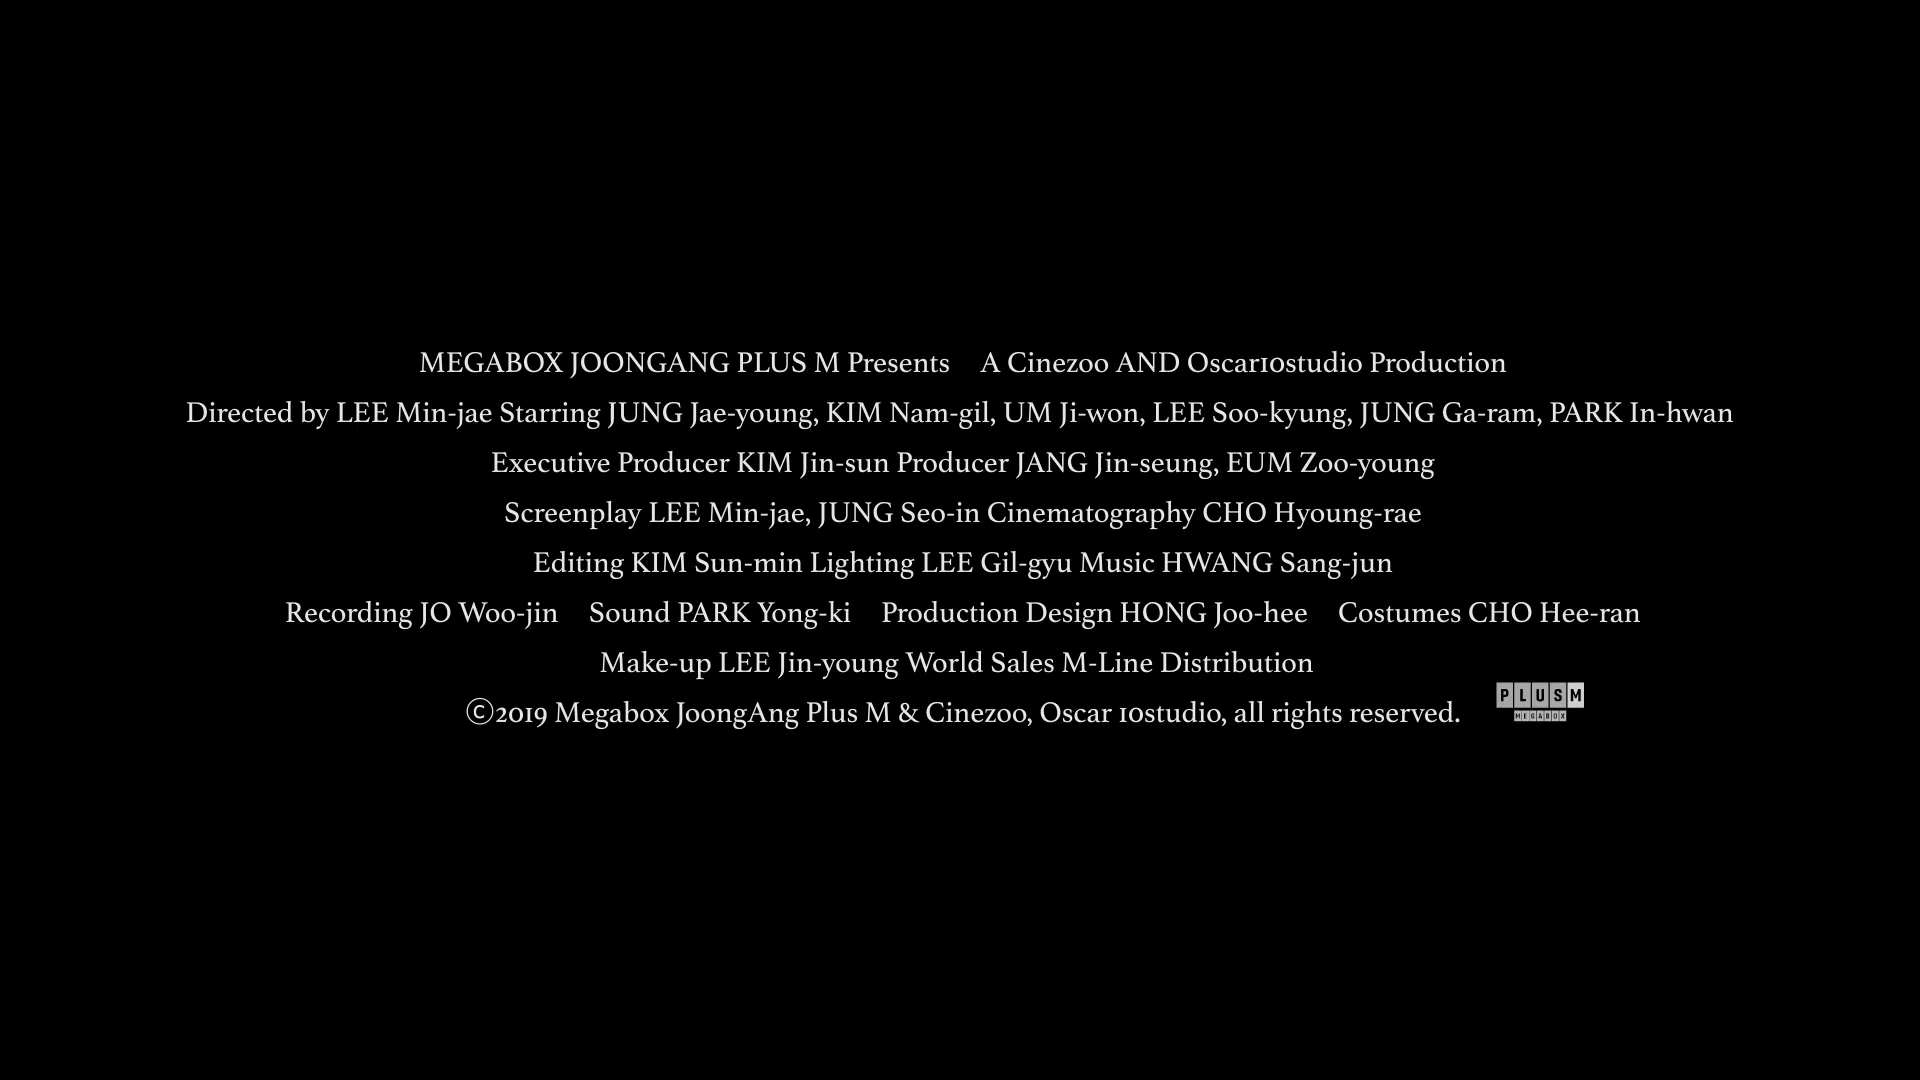 MEGABOX JOONGANG PLUS M Presents A Cinezoo AND Oscar10studio Production
Directed by LEE Min-jae Starring JUNG Jae-young, KIM Nam-gil, UM Ji-won, LEE Soo-kyung, JUNG Ga-ram, PARK In-hwan
Executive Producer KIM Jin-sun Producer JANG Jin-seung, EUM Zoo-young
Screenplay LEE Min-jae, JUNG Seo-in Cinematography CHO Hyoung-rae
Editing KIM Sun-min Lighting LEE Gil-gyu Music HWANG Sang-jun
Recording JO Woo-jin Sound PARK Yong-ki Production Design HONG Joo-hee Costumes CHO Hee-ran
Make-up LEE Jin-young World Sales M-Line Distribution
©2019 Megabox JoongAng Plus M & Cinezoo, Oscar 10studio, all rights reserved.
PLUSM
MEGABOX